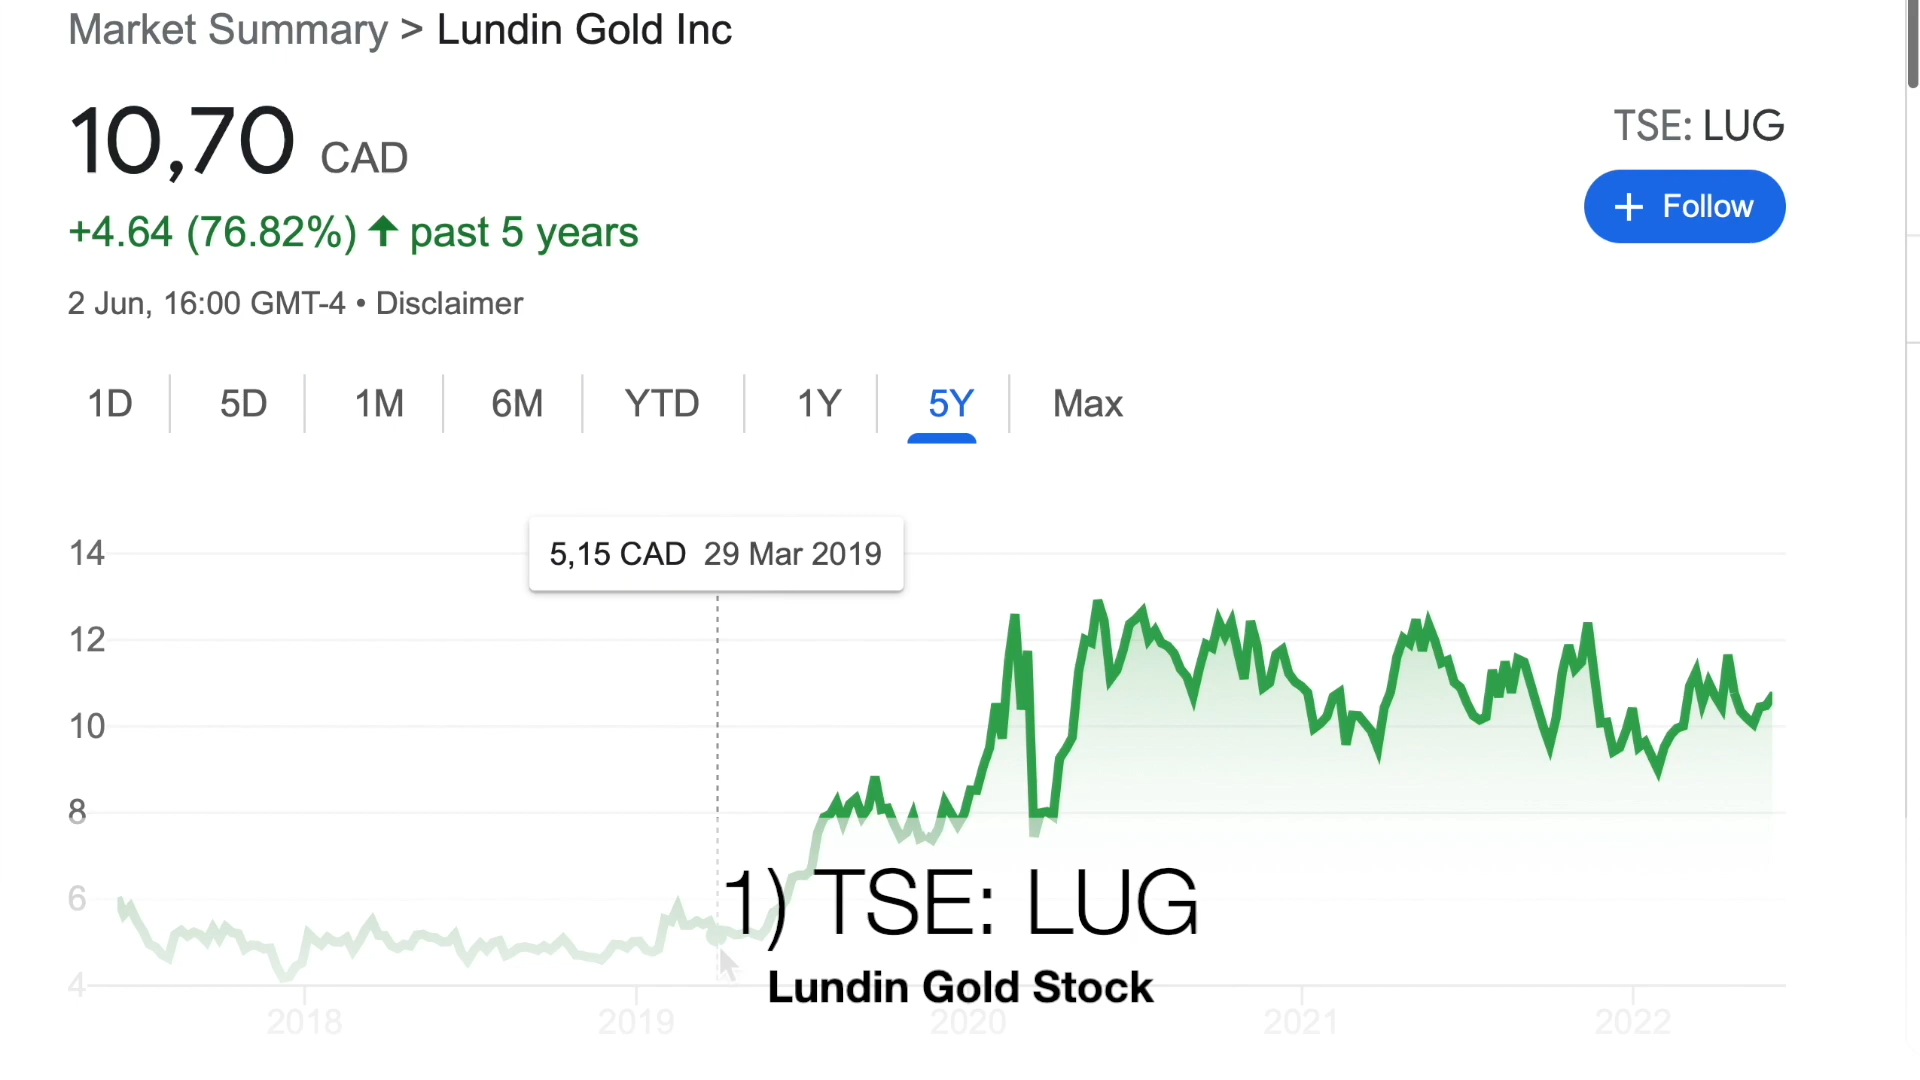 Market Summary > Lundin Gold Inc
10,70 CAD
TSE: LUG
+ Follow
+4.64 (76.82%) ↑ past 5 years
2 Jun, 16:00 GMT-4 • Disclaimer
1D 5D 1M 6M YTD 1Y 5Y Max
5,15 CAD 29 Mar 2019
14
12
10
8
6
4
1) TSE: LUG
Lundin Gold Stock
2018 2019 2020 2021 2022